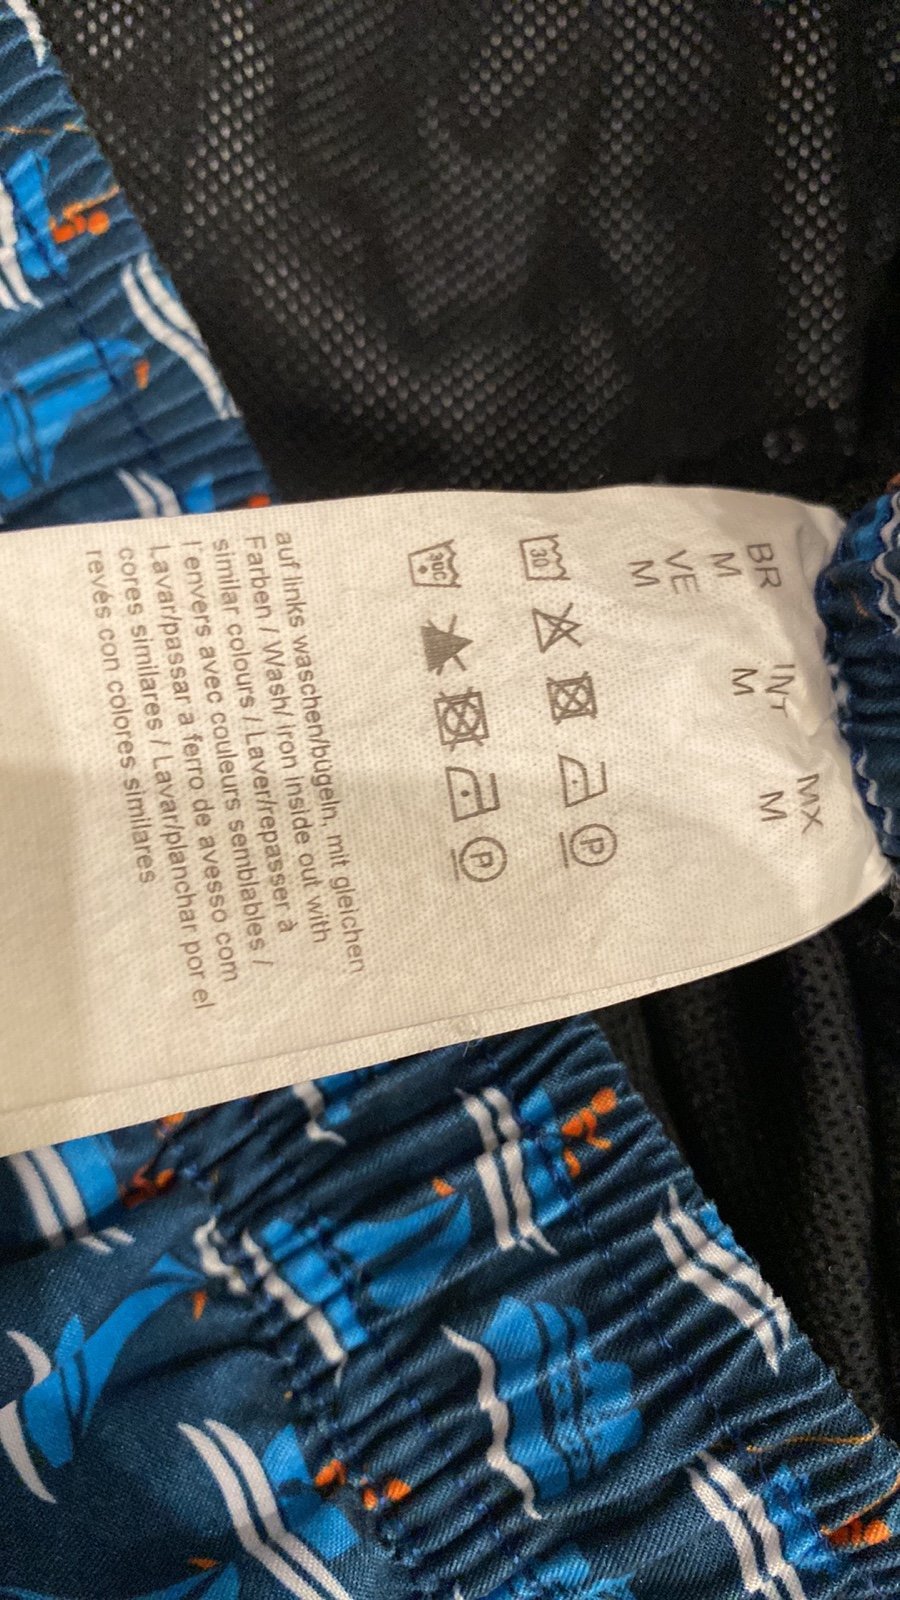 BR INT MX
M M M
VE
M
30
P
30C
P
auf links waschen/bügeln, mit gleichen
Farben / Wash/ iron inside out with
similar colours / Laver/repasser à
l'envers avec couleurs semblables /
Lavar/passar a ferro de avesso com
cores similares / Lavar/planchar por el
revés con colores similares